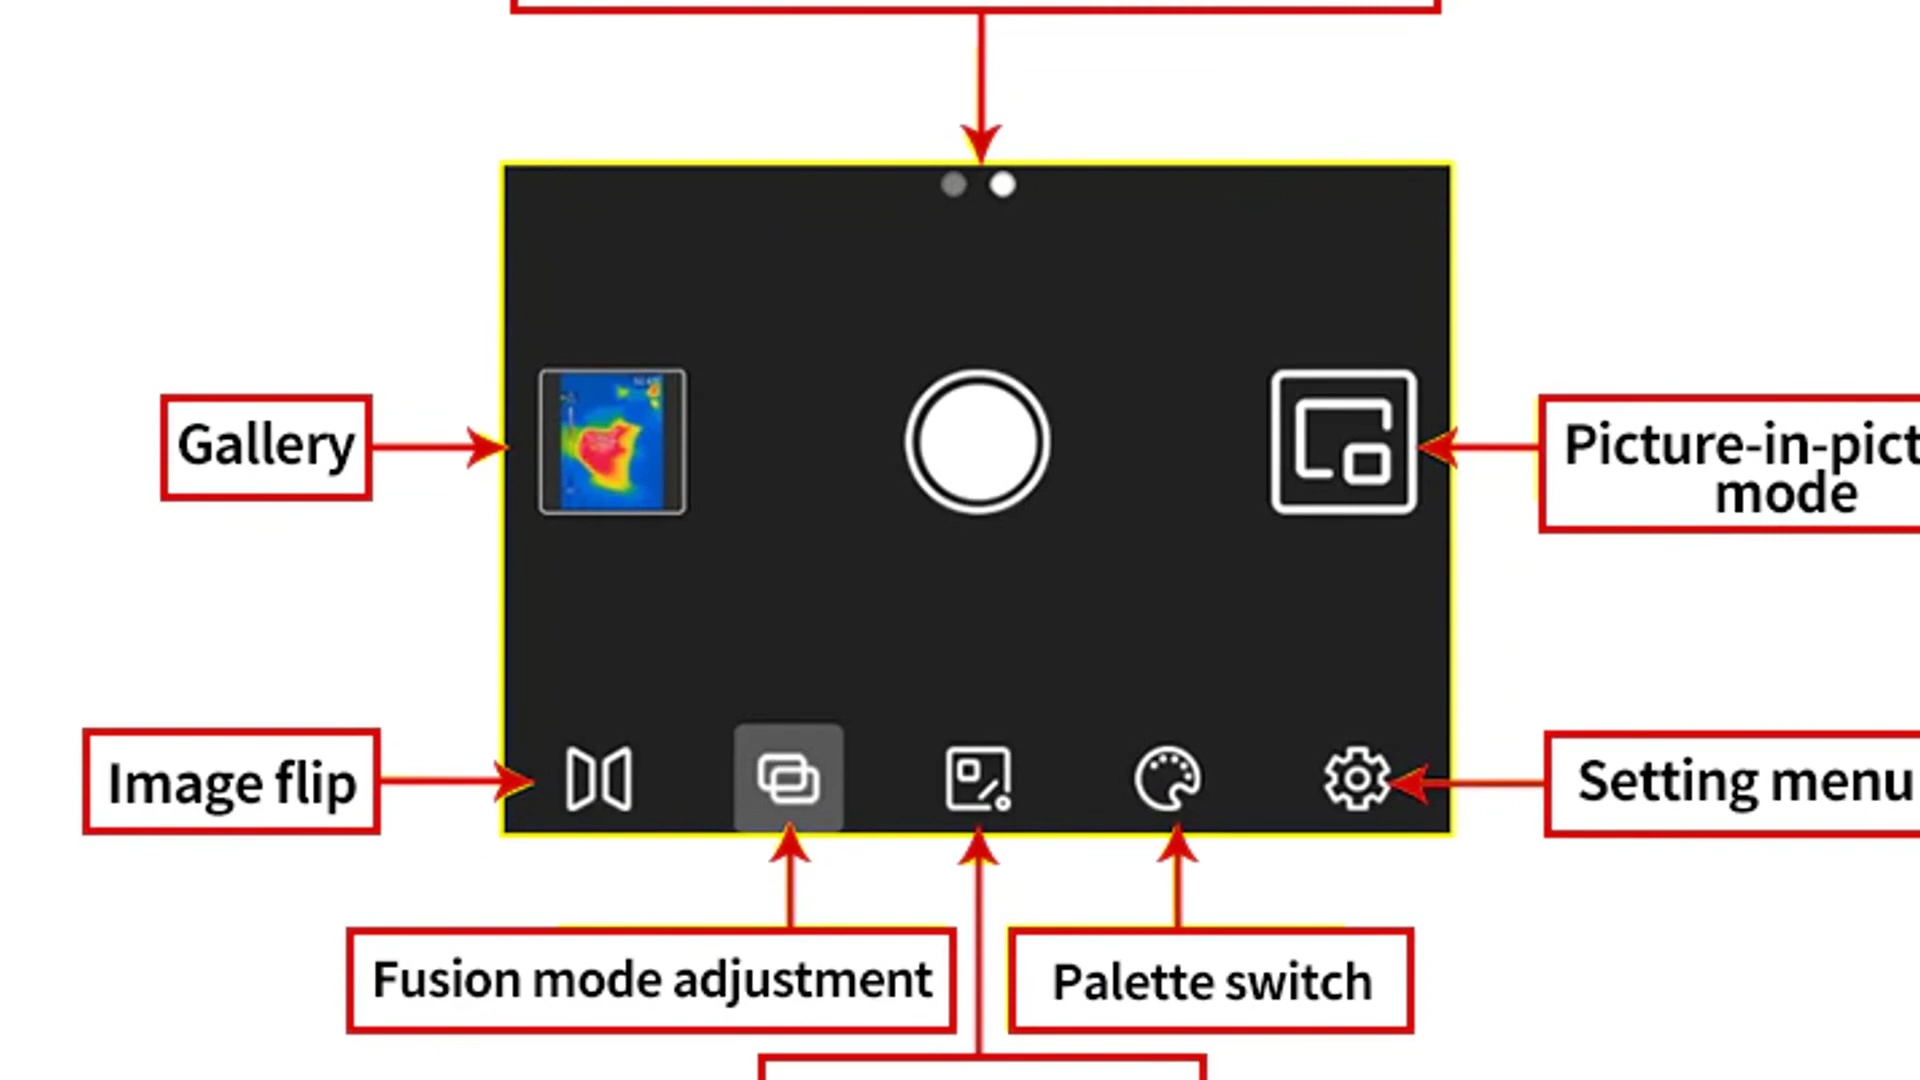 Gallery
Picture-in-pict
mode
Image flip
Setting menu
Fusion mode adjustment
Palette switch